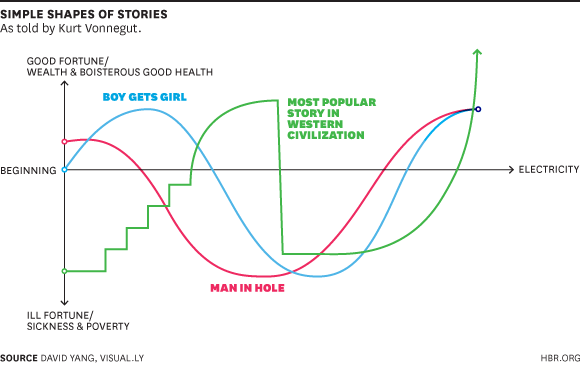 SIMPLE SHAPES OF STORIES
As told by Kurt Vonnegut.
GOOD FORTUNE/
WEALTH & BOISTEROUS GOOD HEALTH
BOY GETS GIRL
MOST POPULAR
STORY IN
WESTERN
CIVILIZATION
BEGINNING
ELECTRICITY
MAN IN HOLE
ILL FORTUNE/
SICKNESS & POVERTY
SOURCE DAVID YANG, VISUAL.LY
HBR.ORG